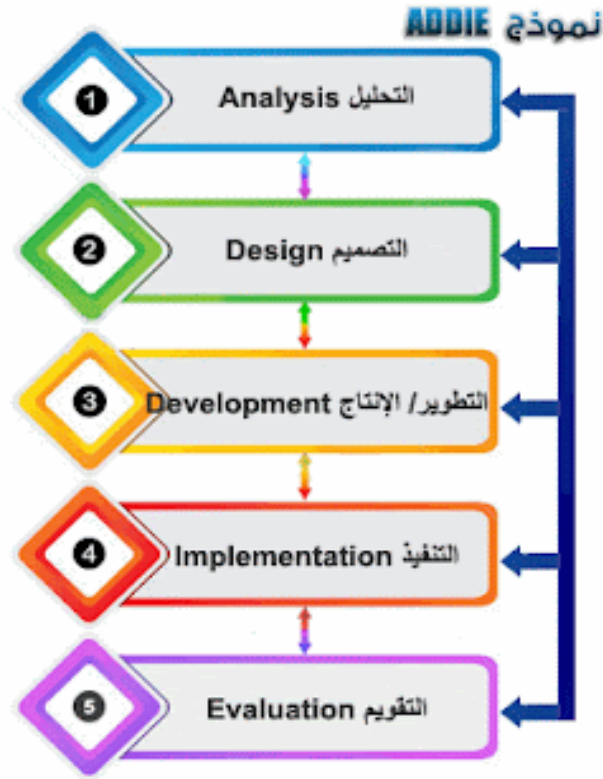 نموذج ADDIE
1
التحليل Analysis
2
التصميم Design
3
التطوير/ الإنتاج Development
4
التنفيذ Implementation
5
التقويم Evaluation